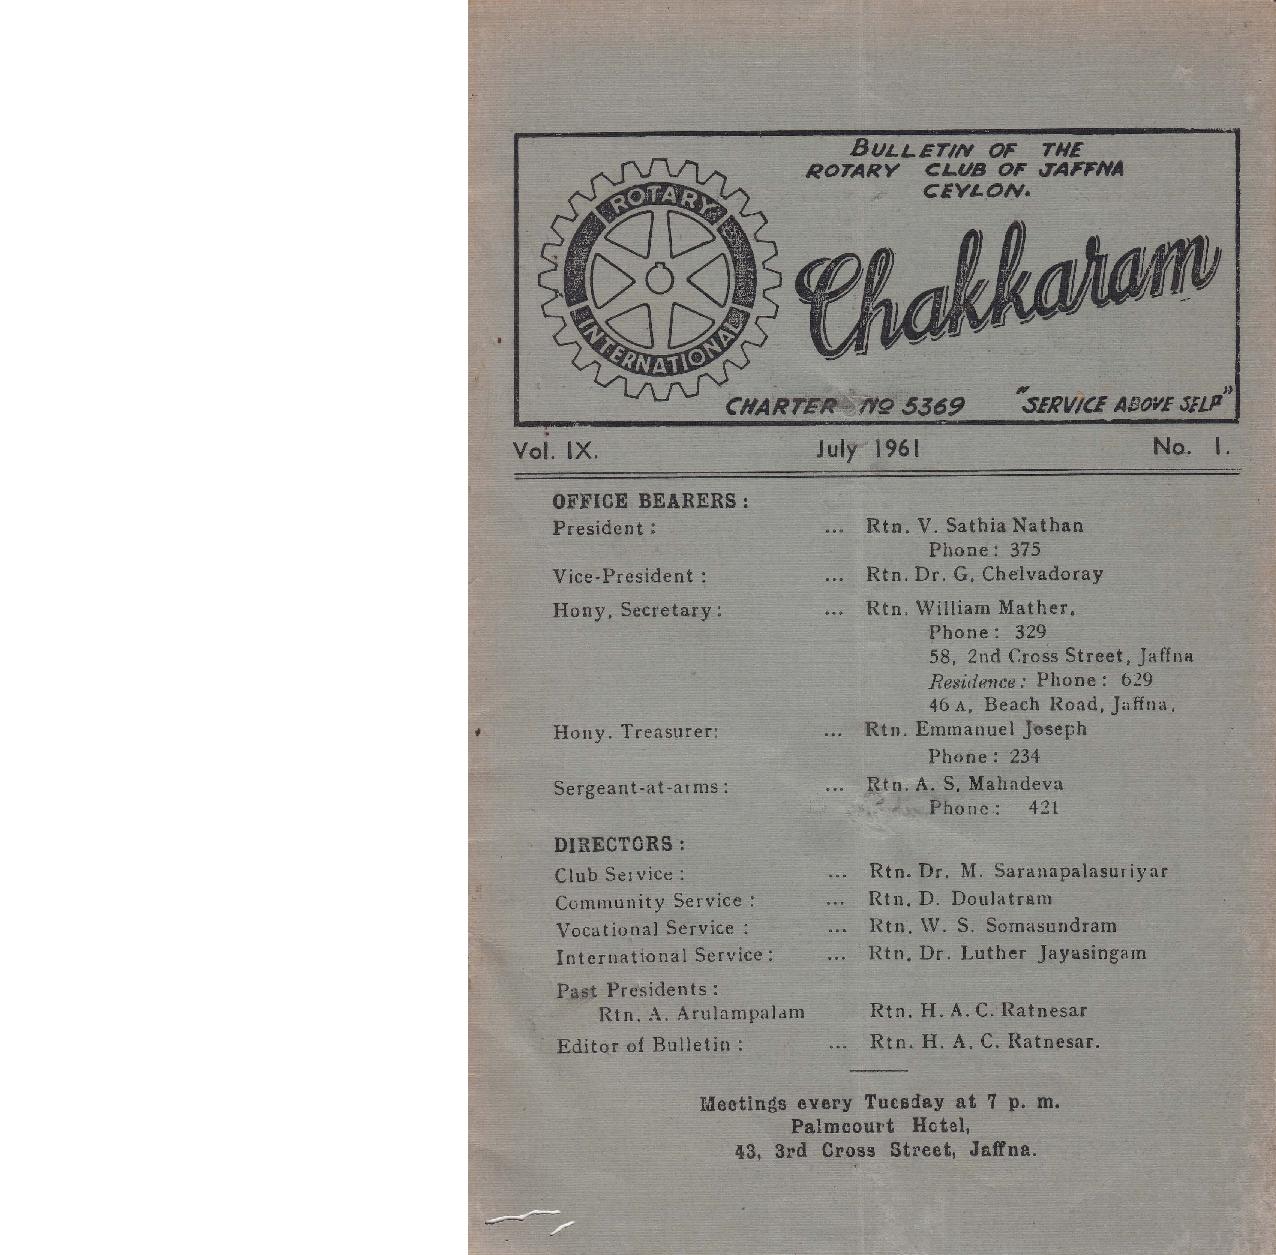 BULLETIN OF THE
ROTARY CLUB OF JAFFNA
CEYLON.
ROTARY
INTERNATIONAL
Chakkaram
CHARTER NO 5369 "SERVICE ABOVE SELF"
Vol. IX. July 1961 No. 1.
OFFICE BEARERS:
President: ... Rtn. V. Sathia Nathan
Phone: 375
Vice-President: ... Rtn. Dr. G. Chelvadoray
Hony. Secretary: ... Rtn. William Mather.
Phone: 329
58, 2nd Cross Street, Jaffna
Residence: Phone: 629
46 A, Beach Road, Jaffna.
Hony. Treasurer: ... Rtn. Emmanuel Joseph
Phone: 234
Sergeant-at-arms: ... Rtn. A. S. Mahadeva
Phone: 421
DIRECTORS:
Club Service: ... Rtn. Dr. M. Saranapalasuriyar
Community Service: ... Rtn. D. Doulatram
Vocational Service: ... Rtn. W. S. Somasundram
International Service: ... Rtn. Dr. Luther Jayasingam
Past Presidents:
Rtn. A. Arulampalam Rtn. H. A. C. Ratnesar
Editor of Bulletin: ... Rtn. H. A. C. Ratnesar.
Meetings every Tuesday at 7 p. m.
Palmcourt Hotel,
43, 3rd Cross Street, Jaffna.